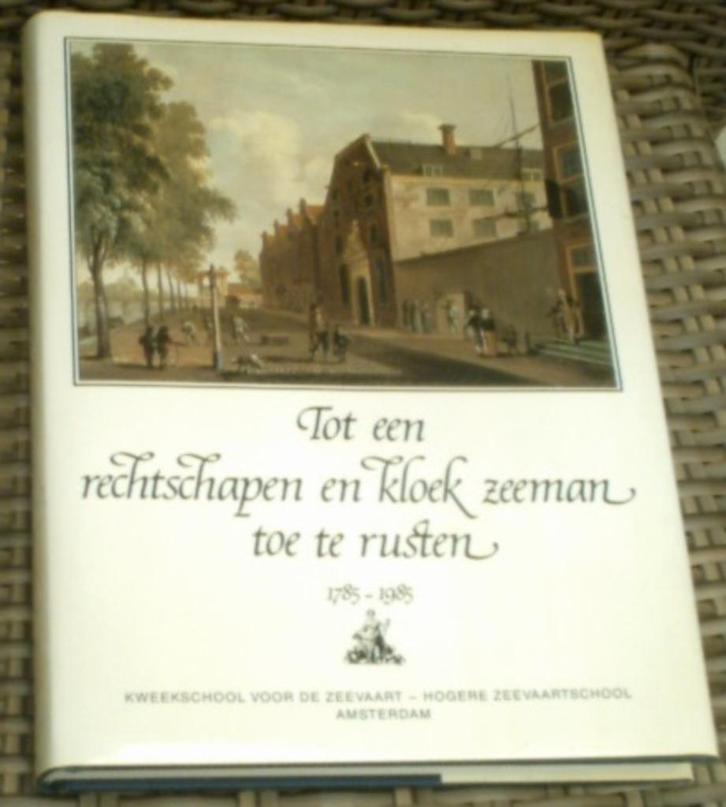 Tot een
rechtschapen en kloek zeeman
toe te rusten
1785 - 1985
KWEEKSCHOOL VOOR DE ZEEVAART - HOGERE ZEEVAARTSCHOOL
AMSTERDAM